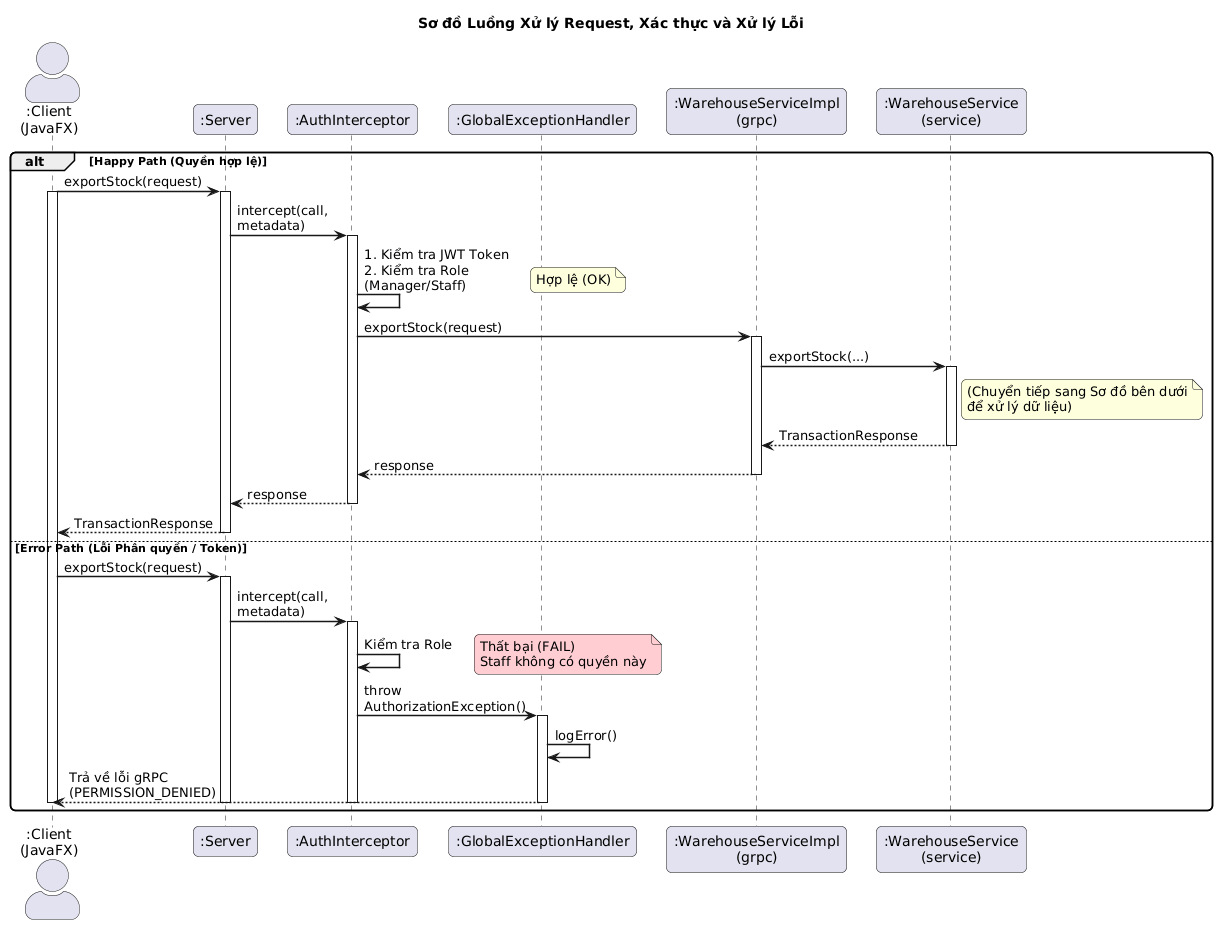 Sơ đồ Luồng Xử lý Request, Xác thực và Xử lý Lỗi
:Client
(JavaFX)
:Server
:AuthInterceptor
:GlobalExceptionHandler
:WarehouseServiceImpl
(grpc)
:WarehouseService
(service)
alt
[Happy Path (Quyền hợp lệ)]
exportStock(request)
intercept(call,
metadata)
1. Kiểm tra JWT Token
2. Kiểm tra Role
(Manager/Staff)
Hợp lệ (OK)
exportStock(request)
exportStock(...)
(Chuyển tiếp sang Sơ đồ bên dưới
để xử lý dữ liệu)
TransactionResponse
response
response
TransactionResponse
[Error Path (Lỗi Phân quyền / Token)]
exportStock(request)
intercept(call,
metadata)
Kiểm tra Role
Thất bại (FAIL)
Staff không có quyền này
throw
AuthorizationException()
logError()
Trả về lỗi gRPC
(PERMISSION_DENIED)
:Client
(JavaFX)
:Server
:AuthInterceptor
:GlobalExceptionHandler
:WarehouseServiceImpl
(grpc)
:WarehouseService
(service)